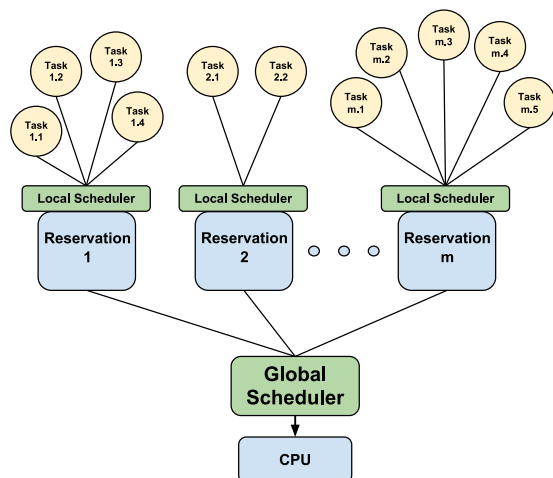 Task
1.1
Task
1.2
Task
1.3
Task
1.4
Task
2.1
Task
2.2
Task
m.1
Task
m.2
Task
m.3
Task
m.4
Task
m.5
Local Scheduler
Local Scheduler
Local Scheduler
Reservation
1
Reservation
2
Reservation
m
Global
Scheduler
CPU